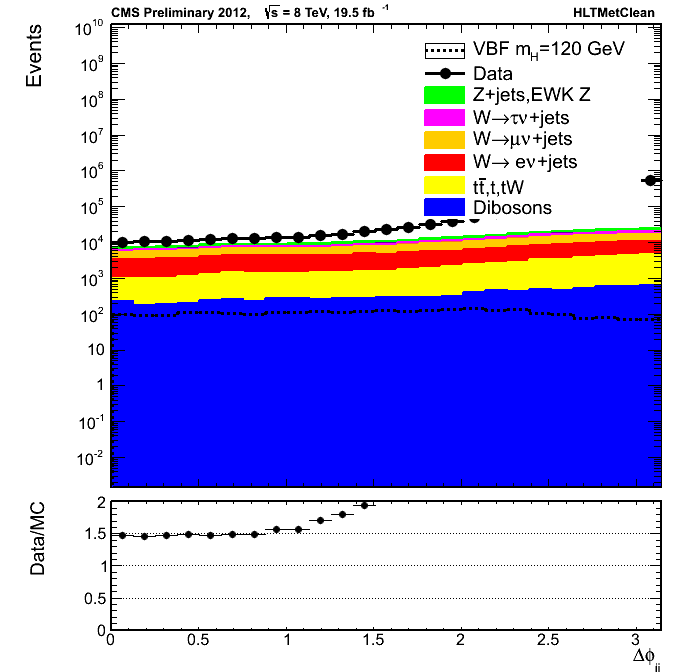 CMS Preliminary 2012, √s = 8 TeV, 19.5 fb⁻¹ HLTMetClean
Events
10¹⁰
10⁹
10⁸
10⁷
10⁶
10⁵
10⁴
10³
10²
10
1
10⁻¹
10⁻²
VBF m_H=120 GeV
Data
Z+jets,EWK Z
W→τν+jets
W→μν+jets
W→ eν+jets
tt̄,t,tW
Dibosons
Data/MC
2
1.5
1
0.5
0
0 0.5 1 1.5 2 2.5 3
Δϕ_jj